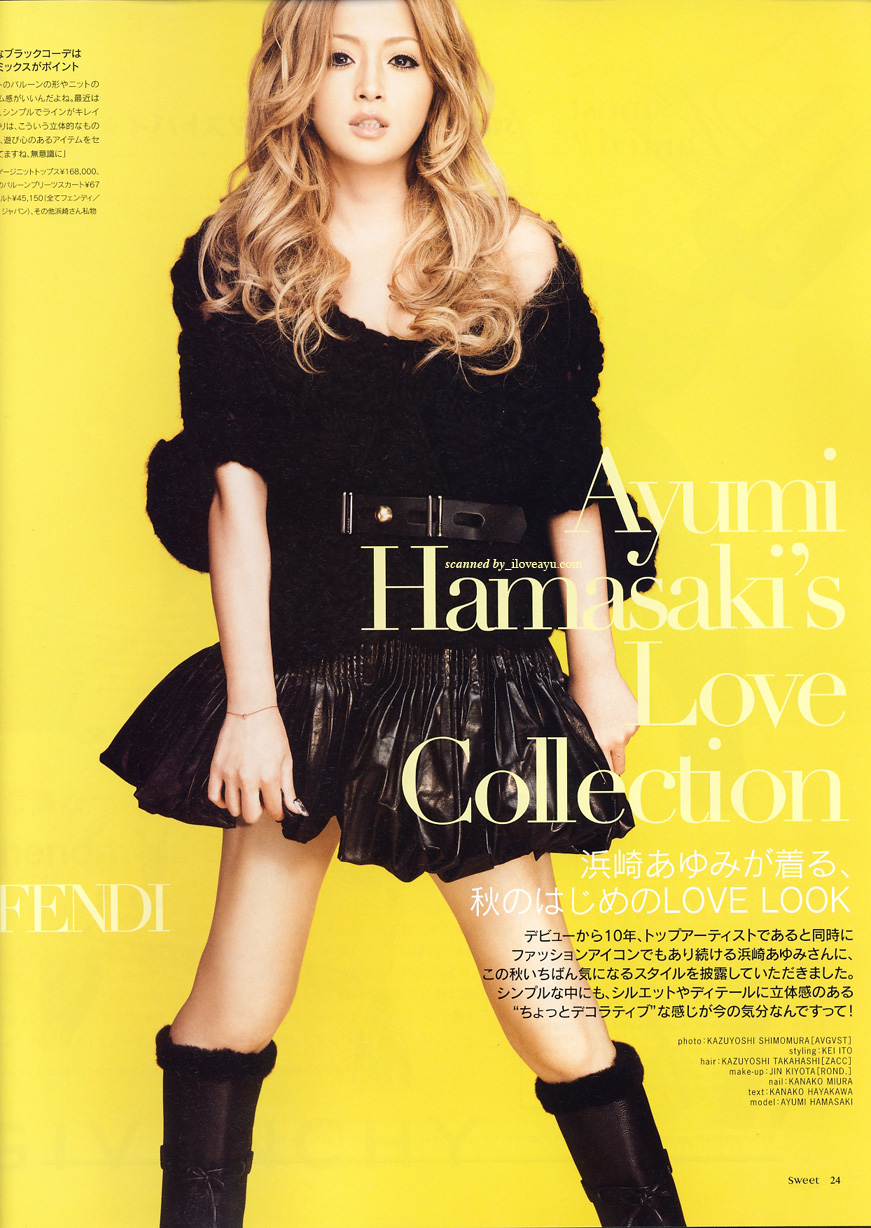 なブラックコーデは
ミックスがポイント
トのバルーンの形やニットの
ム感がいいんだよね。最近は
、シンプルでラインがキレイ
りは、こういう立体的なもの
、遊び心のあるアイテムをセ
てますね、無意識に」
ゲージニットトップス¥168,000、
のバルーンプリーツスカート¥67
ルト¥45,150(全てフェンディ/
ジャパン)、その他浜崎さん私物
Ayumi
Hamasaki's
scanned by_iloveayu.com
Love
Collection
浜崎あゆみが着る、
秋のはじめのLOVE LOOK
FENDI
デビューから10年、トップアーティストであると同時に
ファッションアイコンでもあり続ける浜崎あゆみさんに、
この秋いちばん気になるスタイルを披露していただきました。
シンプルな中にも、シルエットやディテールに立体感のある
“ちょっとデコラティブ”な感じが今の気分なんですって!
photo:KAZUYOSHI SHIMOMURA[AVGVST]
styling:KEI ITO
hair:KAZUYOSHI TAKAHASHI[ZACC]
make-up:JIN KIYOTA[ROND.]
nail:KANAKO MIURA
text:KANAKO HAYAKAWA
model:AYUMI HAMASAKI
Sweet 24